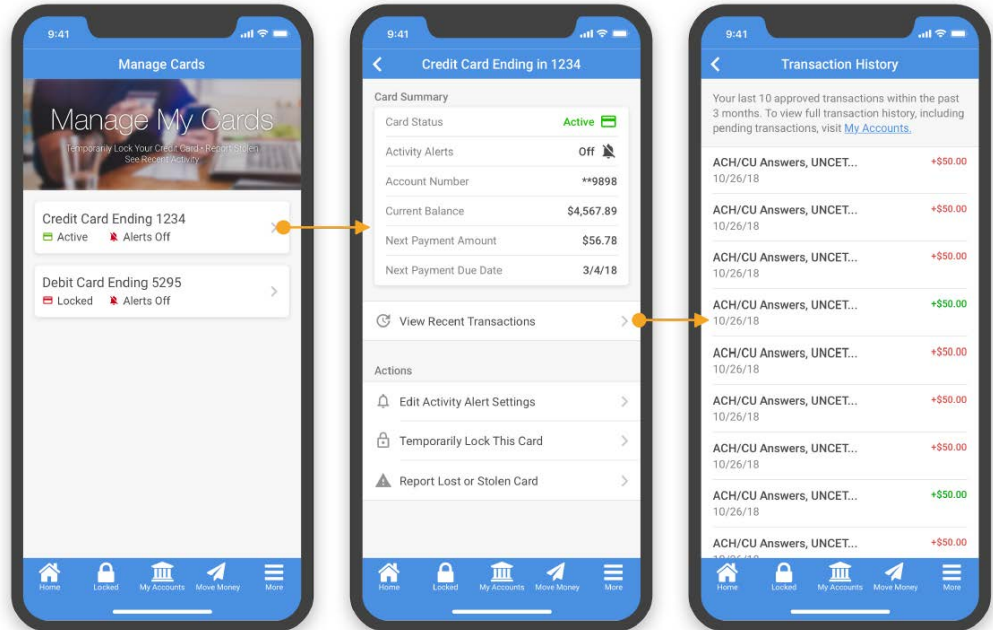 9:41
Manage Cards
Manage My Cards
Temporarily Lock Your Credit Card • Report Stolen
See Recent Activity
Credit Card Ending 1234
Active Alerts Off
Debit Card Ending 5295
Locked Alerts Off
Home Locked My Accounts Move Money More
9:41
Credit Card Ending in 1234
Card Summary
Card Status Active
Activity Alerts Off
Account Number **9898
Current Balance $4,567.89
Next Payment Amount $56.78
Next Payment Due Date 3/4/18
View Recent Transactions
Actions
Edit Activity Alert Settings
Temporarily Lock This Card
Report Lost or Stolen Card
Home Locked My Accounts Move Money More
9:41
Transaction History
Your last 10 approved transactions within the past
3 months. To view full transaction history, including
pending transactions, visit My Accounts.
ACH/CU Answers, UNCET... +$50.00
10/26/18
ACH/CU Answers, UNCET... +$50.00
10/26/18
ACH/CU Answers, UNCET... +$50.00
10/26/18
ACH/CU Answers, UNCET... +$50.00
10/26/18
ACH/CU Answers, UNCET... +$50.00
10/26/18
ACH/CU Answers, UNCET... +$50.00
10/26/18
ACH/CU Answers, UNCET... +$50.00
10/26/18
ACH/CU Answers, UNCET... +$50.00
10/26/18
ACH/CU Answers, UNCET... +$50.00
Home Locked My Accounts Move Money More